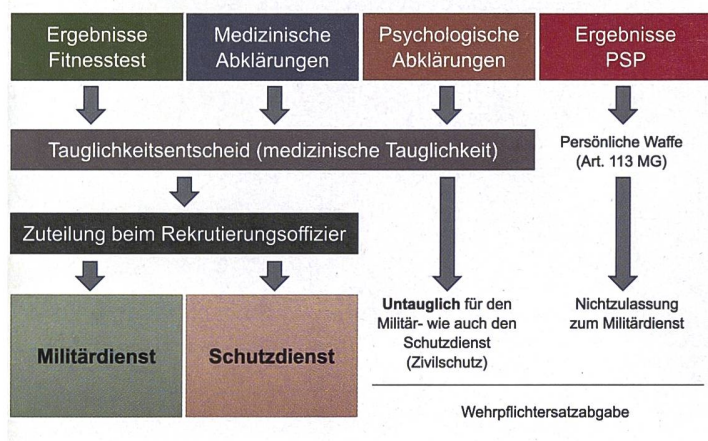 Ergebnisse
Fitnesstest
Medizinische
Abklärungen
Psychologische
Abklärungen
Ergebnisse
PSP
Tauglichkeitsentscheid (medizinische Tauglichkeit)
Persönliche Waffe
(Art. 113 MG)
Zuteilung beim Rekrutierungsoffizier
Militärdienst
Schutzdienst
Untauglich für den
Militär- wie auch den
Schutzdienst
(Zivilschutz)
Nichtzulassung
zum Militärdienst
Wehrpflichtersatzabgabe